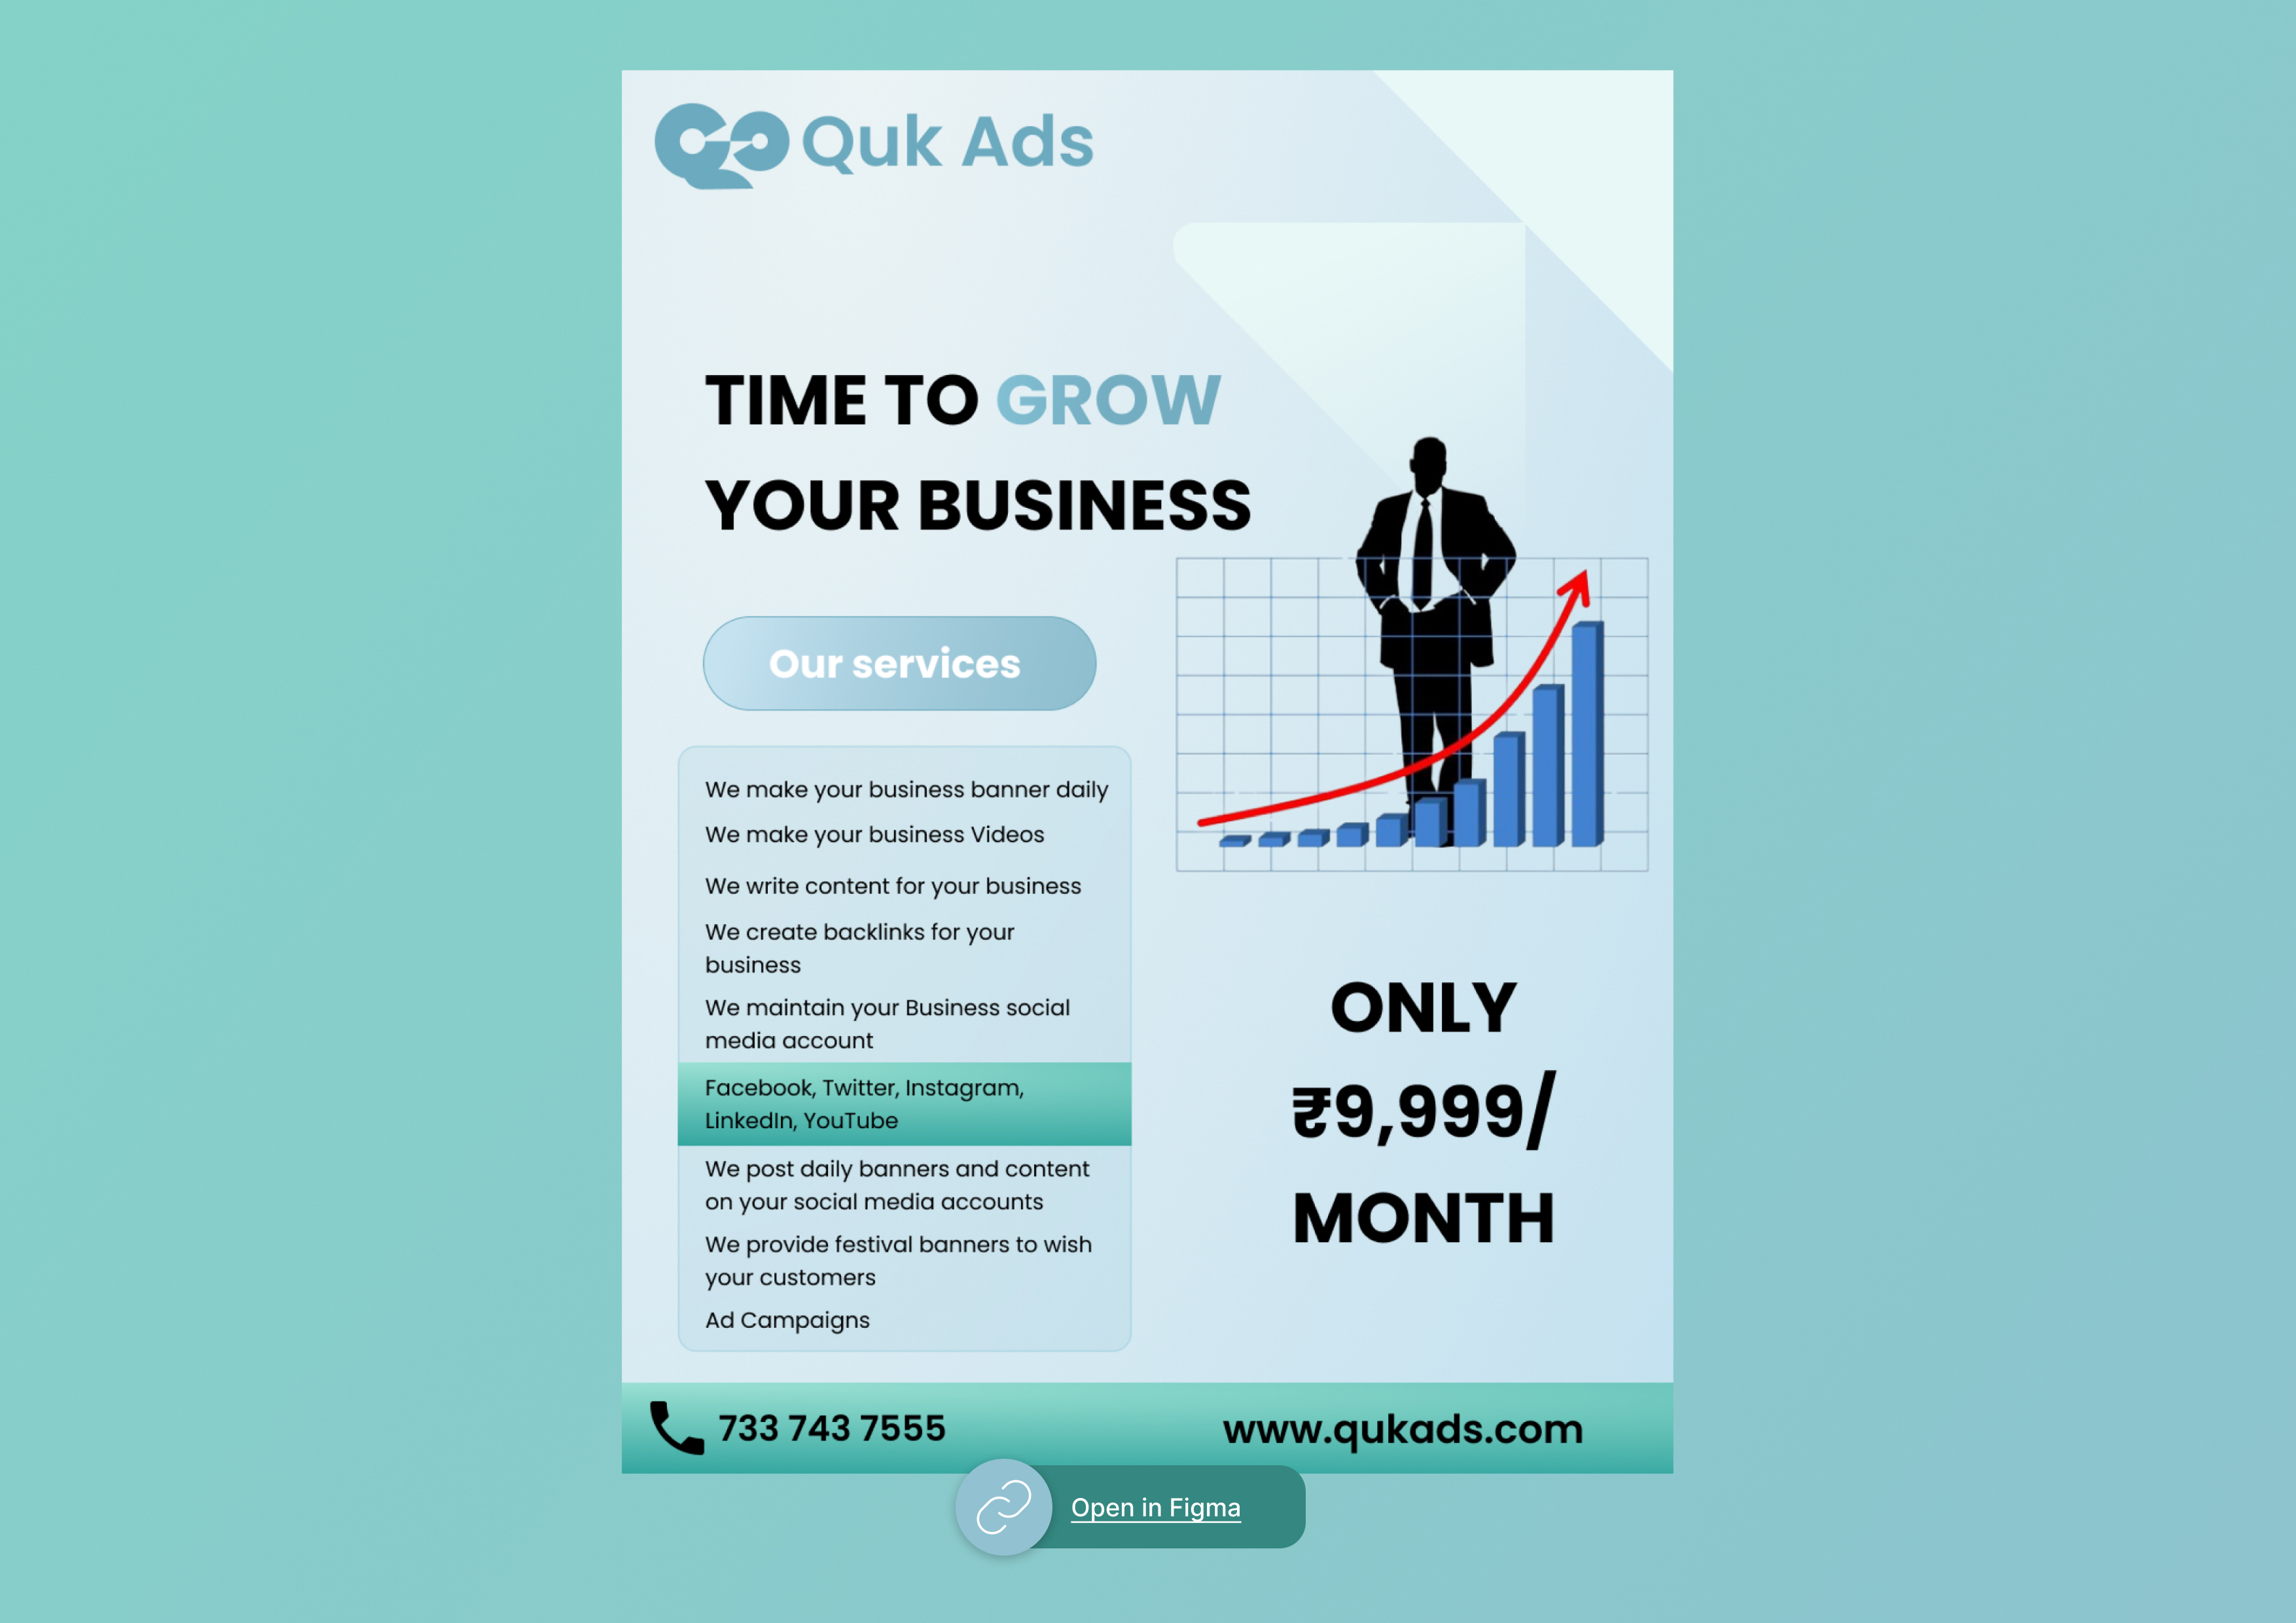 Quk Ads
TIME TO GROW
YOUR BUSINESS
Our services
We make your business banner daily
We make your business Videos
We write content for your business
We create backlinks for your
business
We maintain your Business social
media account
Facebook, Twitter, Instagram,
LinkedIn, YouTube
We post daily banners and content
on your social media accounts
We provide festival banners to wish
your customers
Ad Campaigns
ONLY
₹9,999/
MONTH
733 743 7555
www.qukads.com
Open in Figma